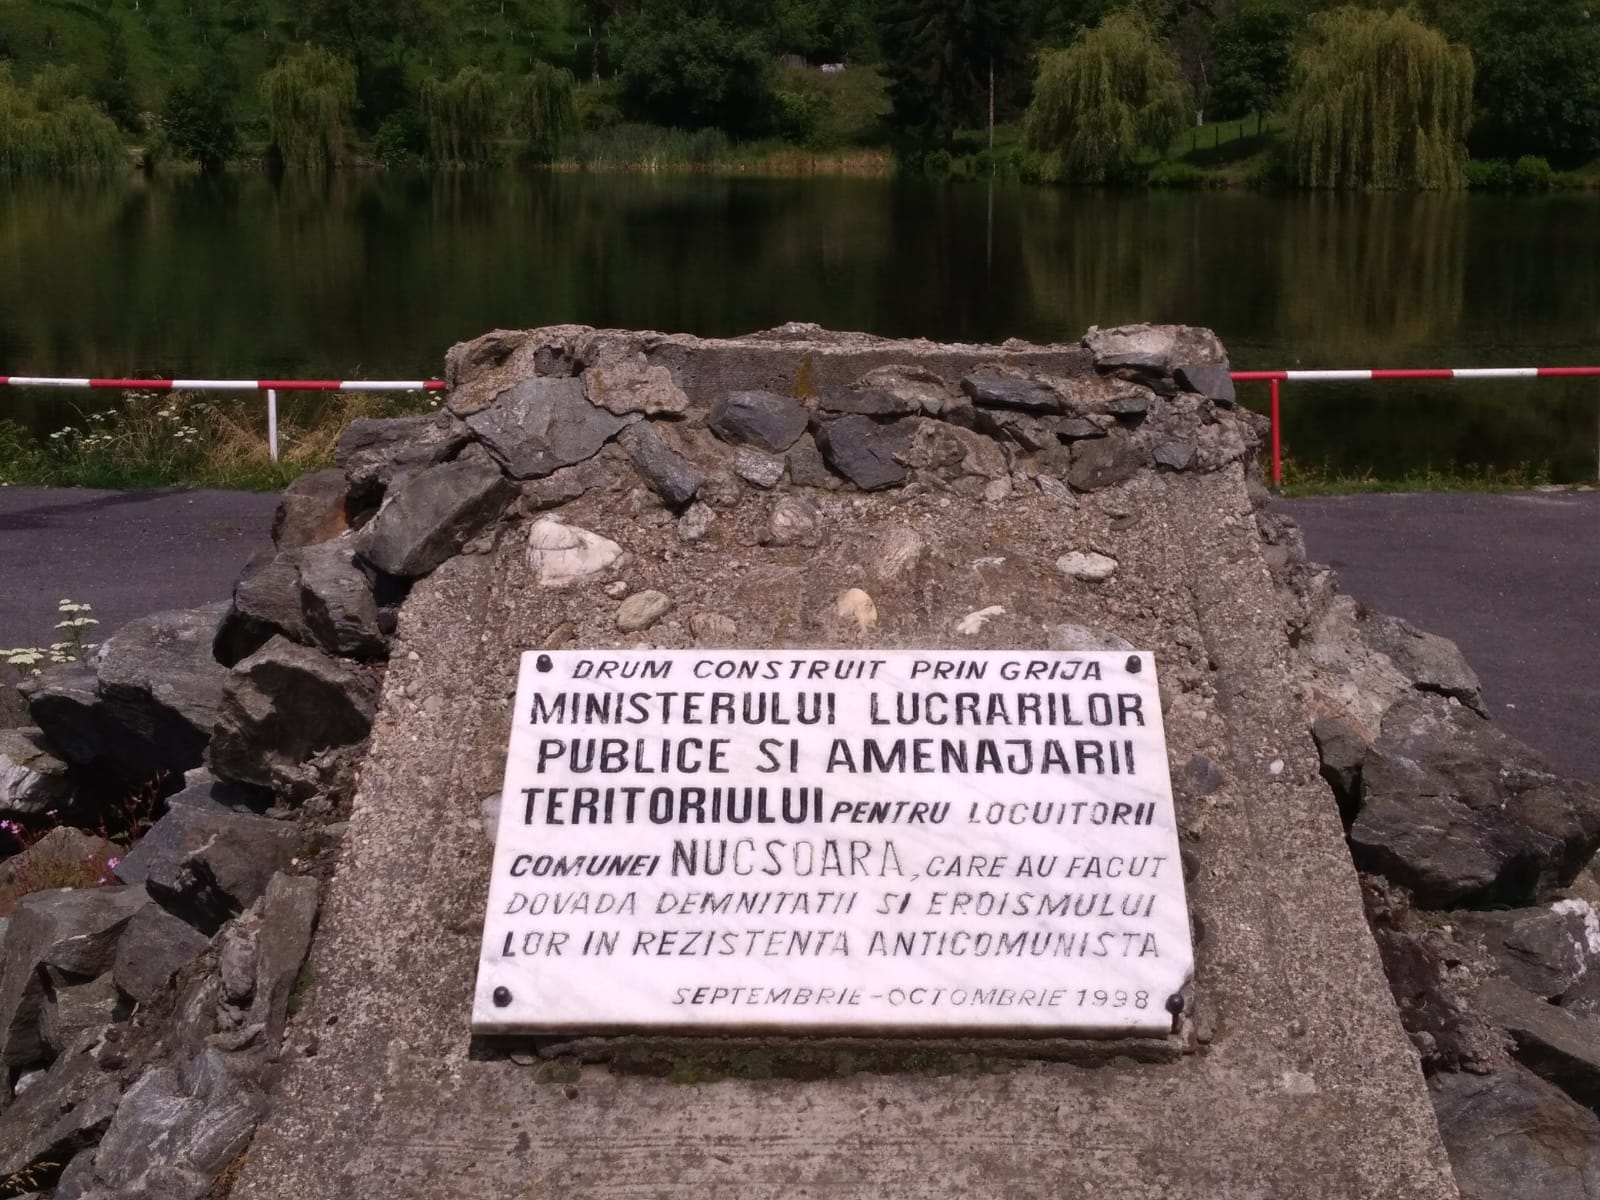 DRUM CONSTRUIT PRIN GRIJA
MINISTERULUI LUCRARILOR
PUBLICE SI AMENAJARII
TERITORIULUI PENTRU LOCUITORII
COMUNEI NUCSOARA, CARE AU FACUT
DOVADA DEMNITATII SI EROISMULUI
LOR IN REZISTENTA ANTICOMUNISTA
SEPTEMBRIE-OCTOMBRIE 1998